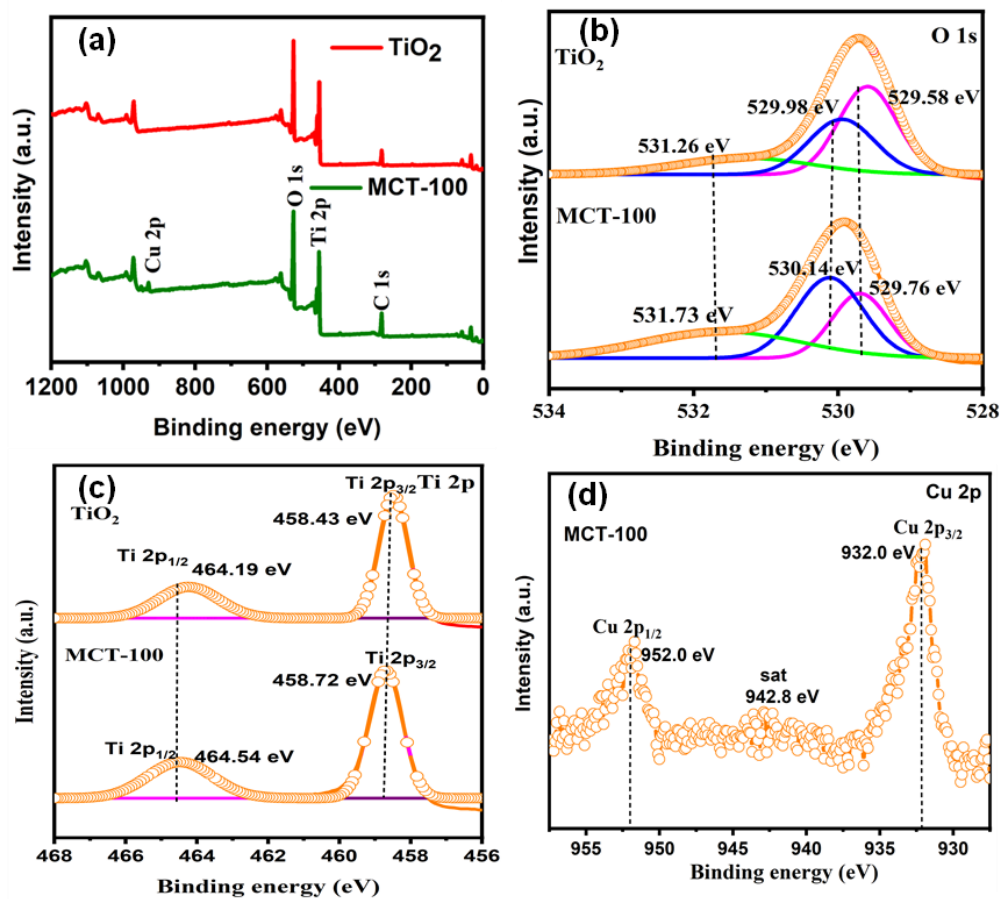 (a)
TiO2
MCT-100
Cu 2p
O 1s
Ti 2p
C 1s
Intensity (a.u.)
1200 1000 800 600 400 200 0
Binding energy (eV)
(b)
O 1s
TiO2
529.98 eV
529.58 eV
531.26 eV
MCT-100
530.14 eV
529.76 eV
531.73 eV
Intensity (a.u.)
534 532 530 528
Binding energy (eV)
(c)
Ti 2p3/2 Ti 2p
TiO2
458.43 eV
Ti 2p1/2
464.19 eV
MCT-100
Ti 2p3/2
458.72 eV
Ti 2p1/2
464.54 eV
Intensity (a.u.)
468 466 464 462 460 458 456
Binding energy (eV)
(d)
Cu 2p
MCT-100
Cu 2p3/2
932.0 eV
Cu 2p1/2
952.0 eV
sat
942.8 eV
Intensity (a.u.)
955 950 945 940 935 930
Binding energy (eV)